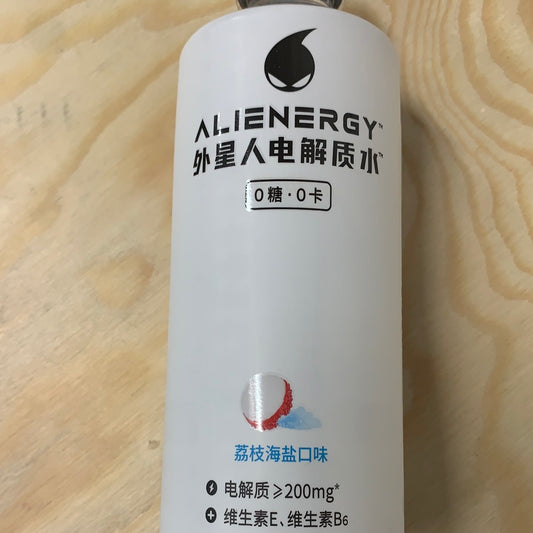 ALIENERGY™
外星人电解质水™
0糖·0卡
荔枝海盐口味
电解质≥200mg*
维生素E、维生素B6